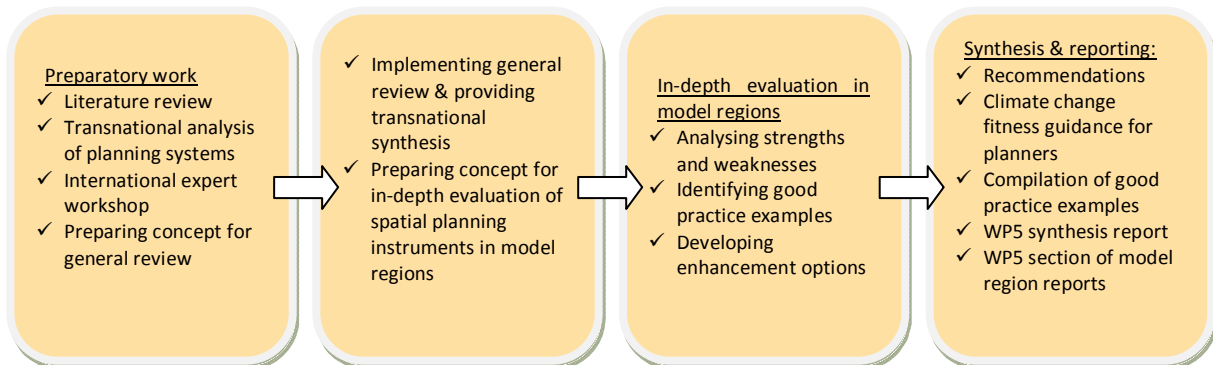 Preparatory work
✓ Literature review
✓ Transnational analysis
of planning systems
✓ International expert
workshop
✓ Preparing concept for
general review
✓ Implementing general
review & providing
transnational
synthesis
✓ Preparing concept for
in-depth evaluation of
spatial planning
instruments in model
regions
In-depth evaluation in
model regions
✓ Analysing strengths
and weaknesses
✓ Identifying good
practice examples
✓ Developing
enhancement options
Synthesis & reporting:
✓ Recommendations
✓ Climate change
fitness guidance for
planners
✓ Compilation of good
practice examples
✓ WP5 synthesis report
✓ WP5 section of model
region reports